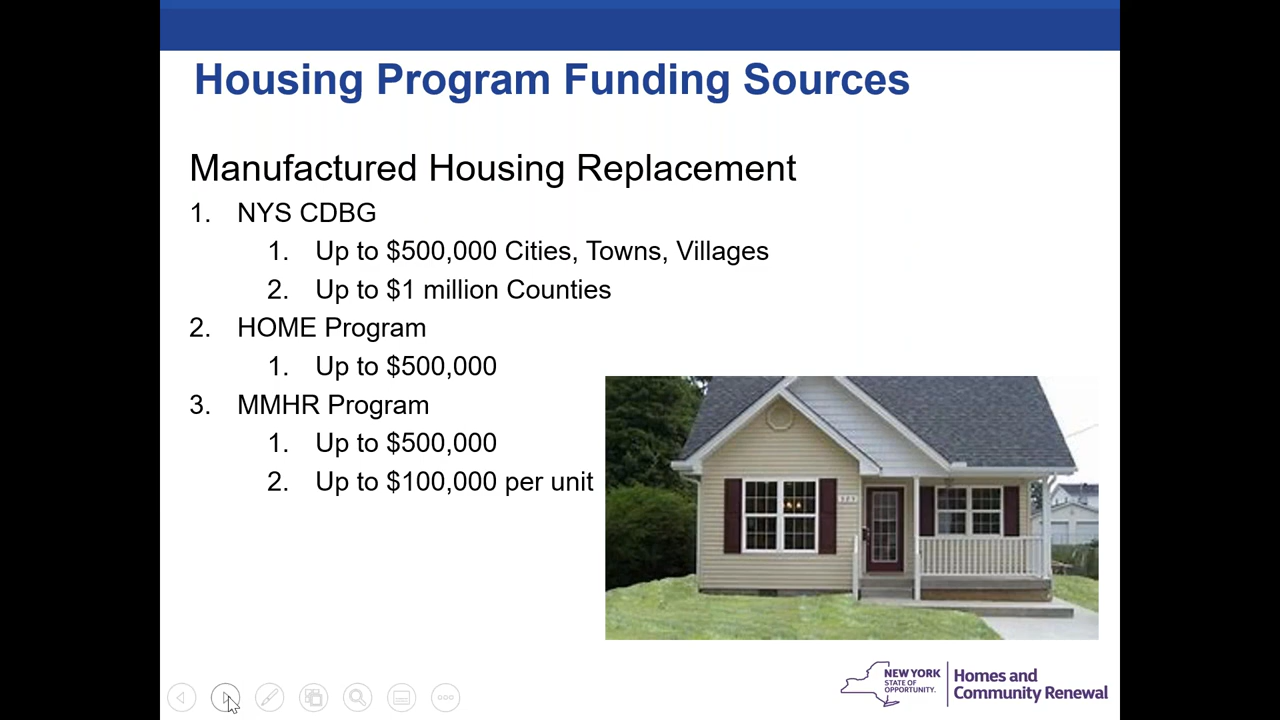 Housing Program Funding Sources
Manufactured Housing Replacement
1. NYS CDBG
1. Up to $500,000 Cities, Towns, Villages
2. Up to $1 million Counties
2. HOME Program
1. Up to $500,000
3. MMHR Program
1. Up to $500,000
2. Up to $100,000 per unit
NEW YORK
STATE OF
OPPORTUNITY.
Homes and
Community Renewal